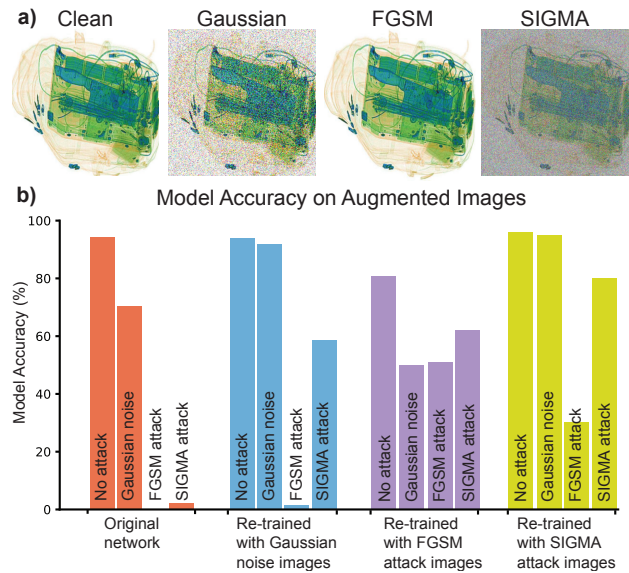 a) Clean Gaussian FGSM SIGMA
b) Model Accuracy on Augmented Images
Model Accuracy (%)
100
80
60
40
20
0
No attack
Gaussian noise
FGSM attack
SIGMA attack
No attack
Gaussian noise
FGSM attack
SIGMA attack
No attack
Gaussian noise
FGSM attack
SIGMA attack
No attack
Gaussian noise
FGSM attack
SIGMA attack
Original
network
Re-trained
with Gaussian
noise images
Re-trained
with FGSM
attack images
Re-trained
with SIGMA
attack images